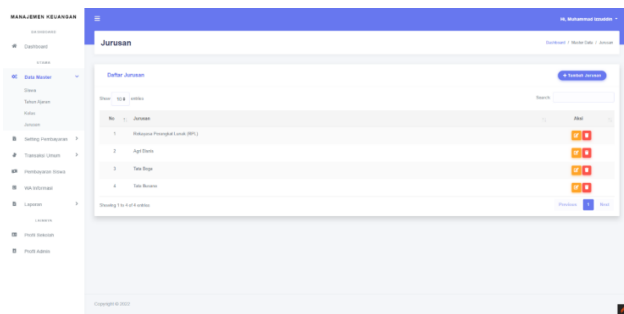 MANAJEMEN KEUANGAN
DASHBOARD
Dashboard
UTAMA
Data Master
Siswa
Tahun Ajaran
Kelas
Jurusan
Setting Pembayaran
Transaksi Umum
Pembayaran Siswa
WA Informasi
Laporan
LAINNYA
Profil Sekolah
Profil Admin
Hi, Muhammad
Jurusan
Dashboard / Master Data / Jurusan
Daftar Jurusan
+ Tambah Jurusan
Show 10 entries
Search:
No Jurusan Aksi
1 Rekayasa Perangkat Lunak (RPL)
2
3 Tata Boga
4 Tata Busana
Showing 1 to 4 of 4 entries
Previous 1 Next
Copyright © 2022